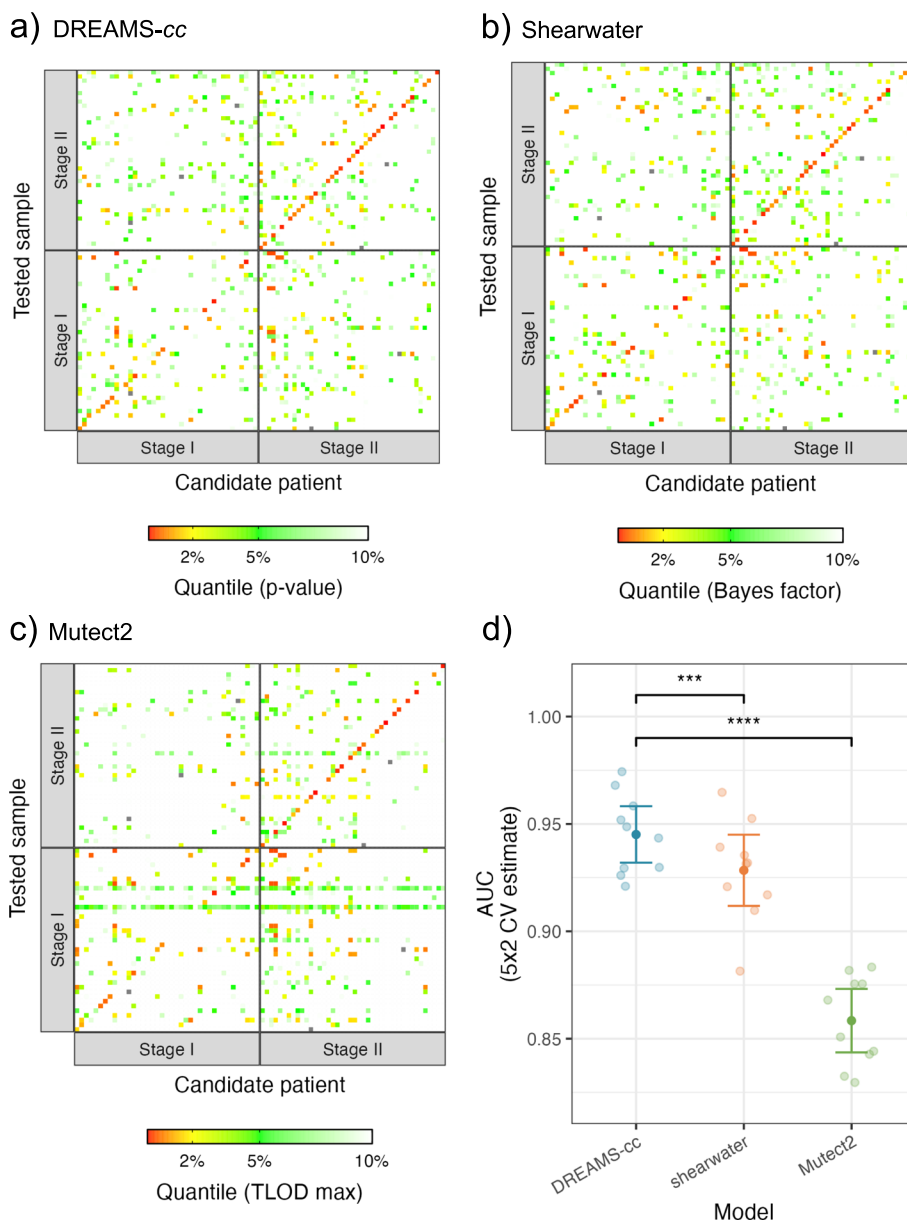 a) DREAMS-cc
Stage II
Stage I
Tested sample
Stage I
Stage II
Candidate patient
2%
5%
10%
Quantile (p-value)
b) Shearwater
Stage II
Stage I
Tested sample
Stage I
Stage II
Candidate patient
2%
5%
10%
Quantile (Bayes factor)
c) Mutect2
Stage II
Stage I
Tested sample
Stage I
Stage II
Candidate patient
2%
5%
10%
Quantile (TLOD max)
d)
***
****
1.00
0.95
0.90
0.85
AUC
(5x2 CV estimate)
DREAMS-cc
shearwater
Mutect2
Model